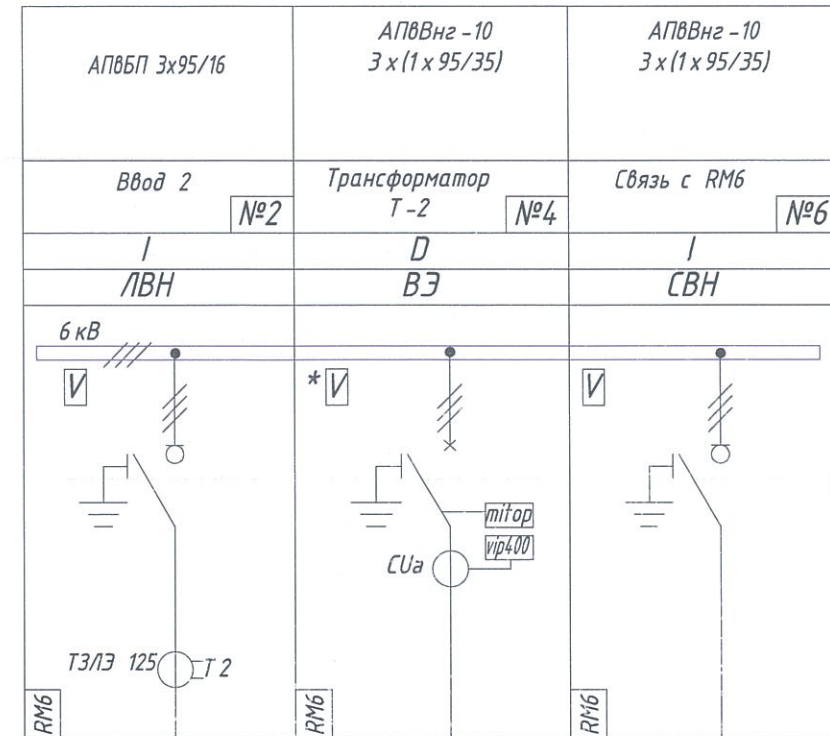 АПвБП 3х95/16
АПвВнг -10
3 х (1 х 95/35)
АПвВнг -10
3 х (1 х 95/35)
Ввод 2
№2
Трансформатор
Т -2
№4
Связь с RM6
№6
I
D
I
ЛВН
ВЭ
СВН
6 кВ
V
* V
V
mitop
vip400
CUa
ТЗЛЭ 125
Т 2
RM6
RM6
RM6